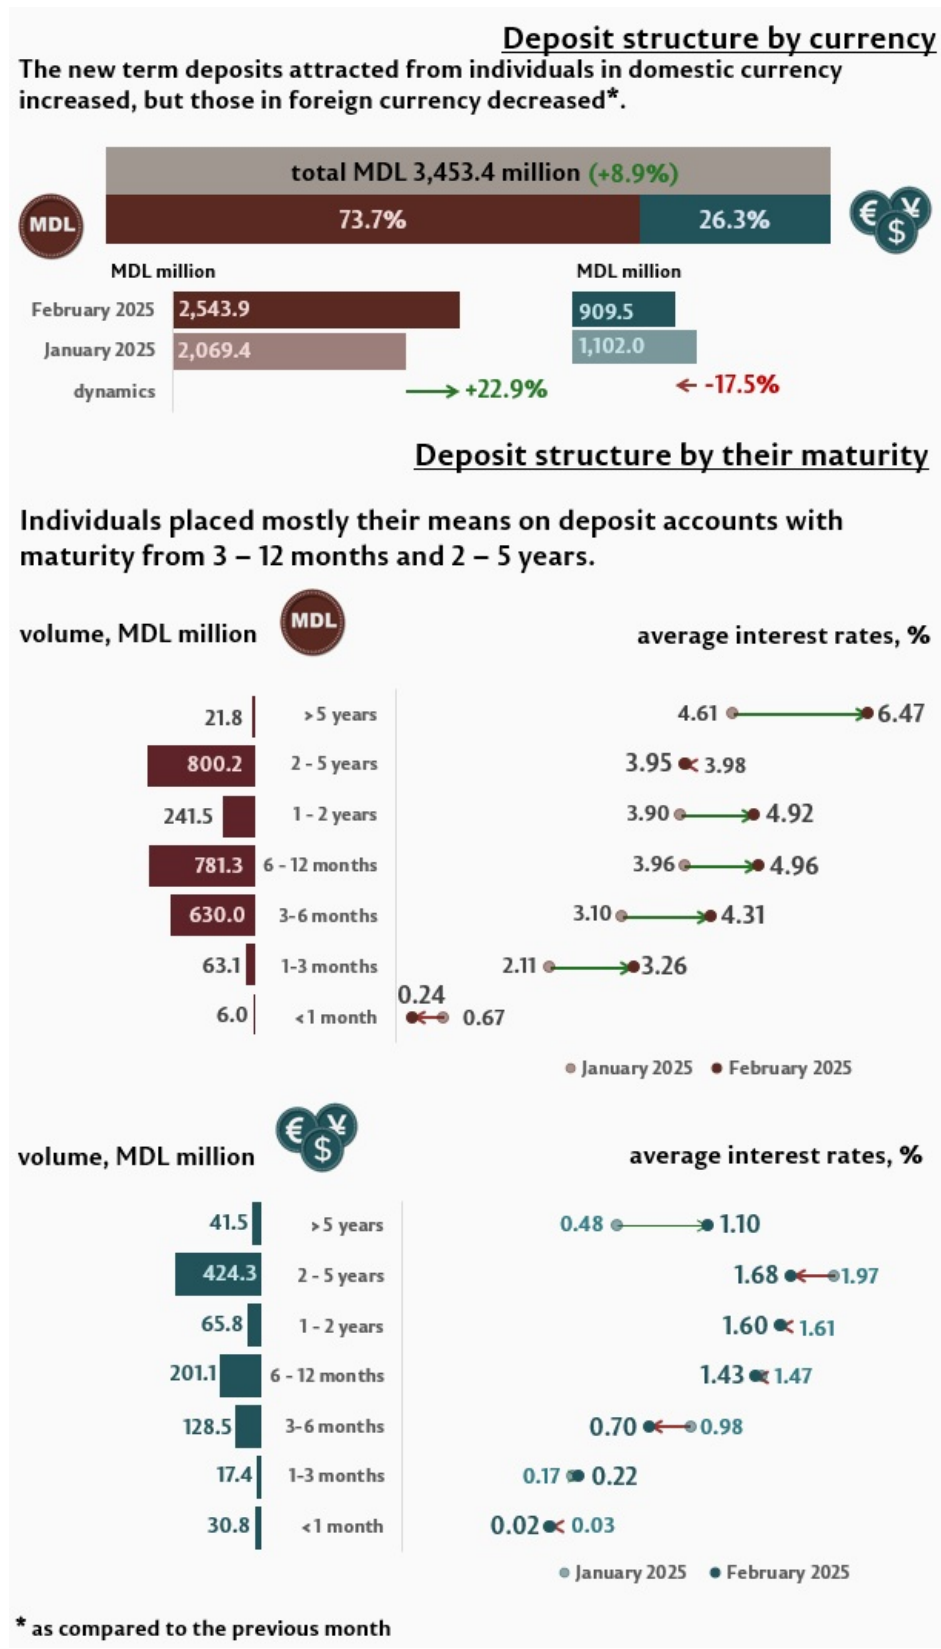 Deposit structure by currency
The new term deposits attracted from individuals in domestic currency
increased, but those in foreign currency decreased*.
total MDL 3,453.4 million (+8.9%)
MDL 73.7% 26.3% € ¥ $
MDL million MDL million
February 2025 2,543.9 909.5
January 2025 2,069.4 1,102.0
dynamics +22.9% -17.5%
Deposit structure by their maturity
Individuals placed mostly their means on deposit accounts with
maturity from 3 – 12 months and 2 – 5 years.
volume, MDL million MDL average interest rates, %
21.8 > 5 years 4.61 6.47
800.2 2 - 5 years 3.95 3.98
241.5 1 - 2 years 3.90 4.92
781.3 6 - 12 months 3.96 4.96
630.0 3-6 months 3.10 4.31
63.1 1-3 months 2.11 3.26
0.24
6.0 < 1 month 0.67
January 2025 February 2025
€ ¥ $
volume, MDL million average interest rates, %
41.5 > 5 years 0.48 1.10
424.3 2 - 5 years 1.68 1.97
65.8 1 - 2 years 1.60 1.61
201.1 6 - 12 months 1.43 1.47
128.5 3-6 months 0.70 0.98
17.4 1-3 months 0.17 0.22
30.8 < 1 month 0.02 0.03
January 2025 February 2025
* as compared to the previous month